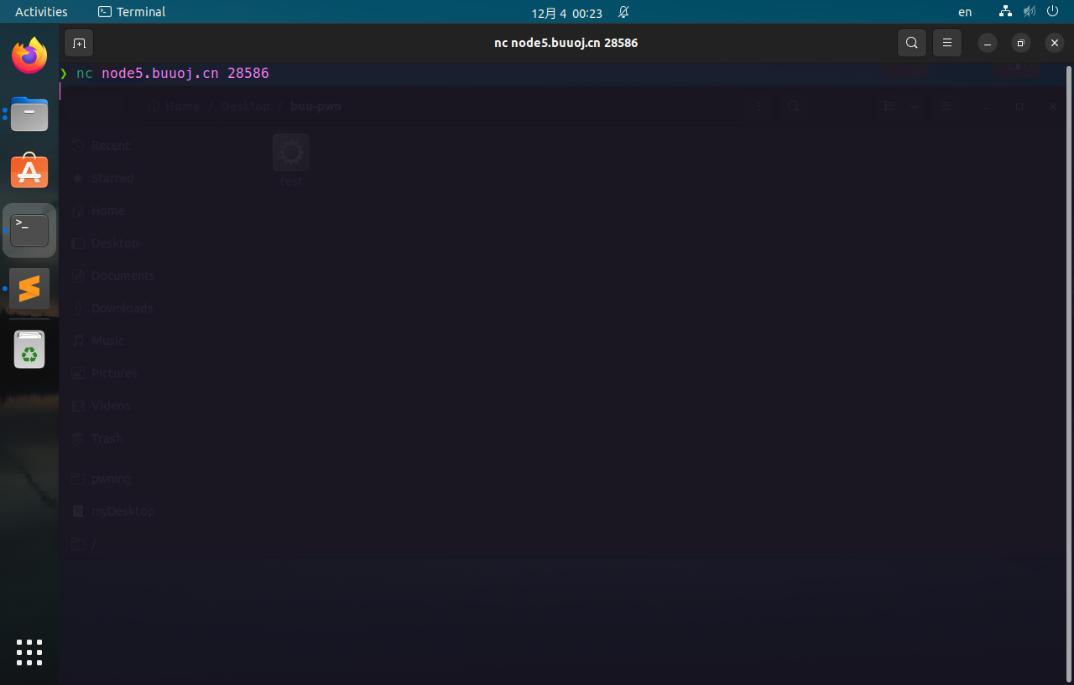 Activities
Terminal
12月 4 00:23
en
nc node5.buuoj.cn 28586
❯ nc node5.buuoj.cn 28586
Home / Desktop / buu-pwn
Recent
test
Starred
Home
Desktop
Documents
Downloads
Music
Pictures
Videos
Trash
pwning
myDesktop
/